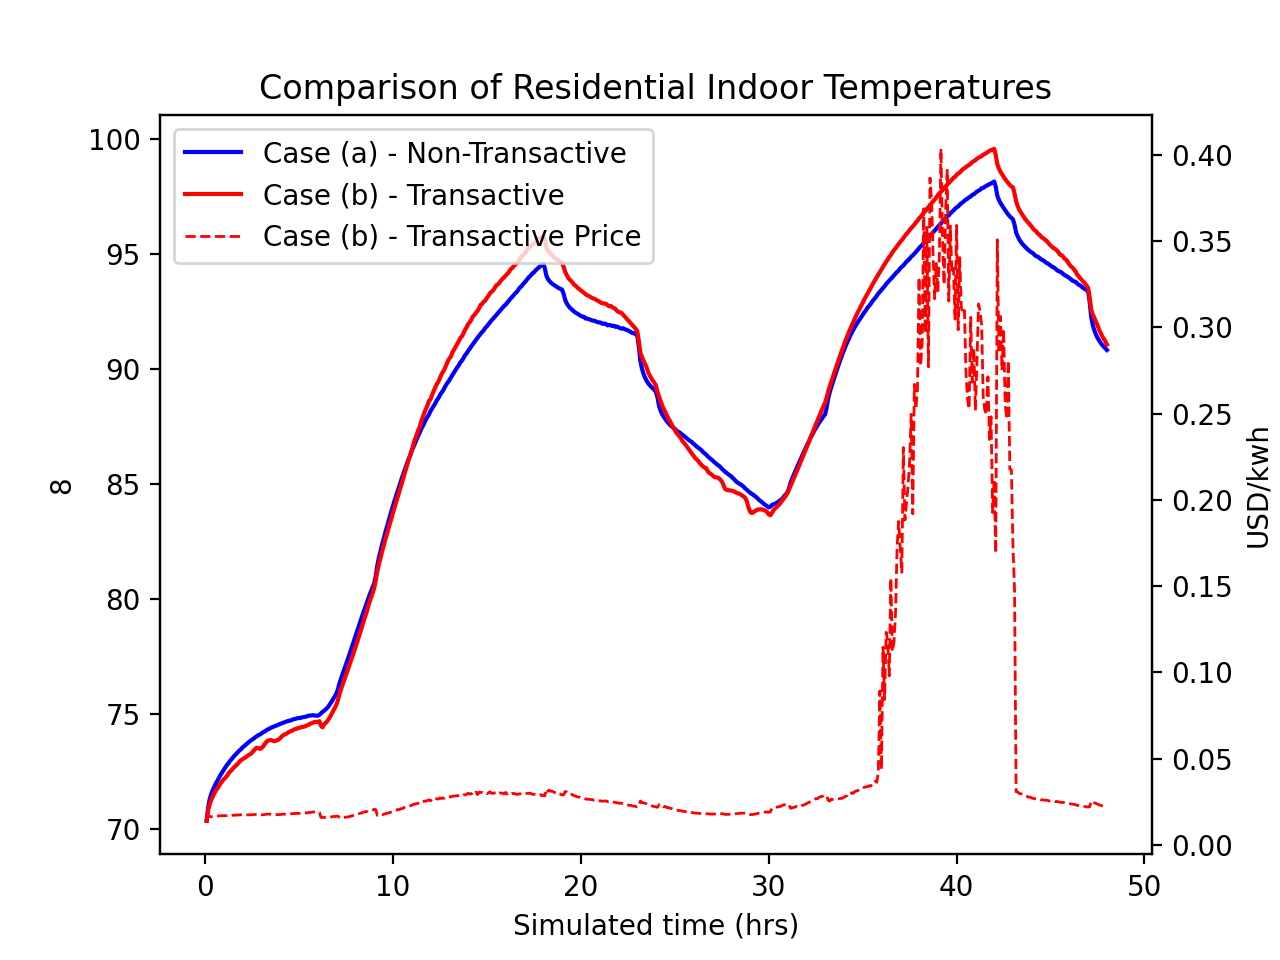 Comparison of Residential Indoor Temperatures
Case (a) - Non-Transactive
Case (b) - Transactive
Case (b) - Transactive Price
100
95
90
85
80
75
70
8
0.40
0.35
0.30
0.25
0.20
0.15
0.10
0.05
0.00
USD/kwh
0 10 20 30 40 50
Simulated time (hrs)